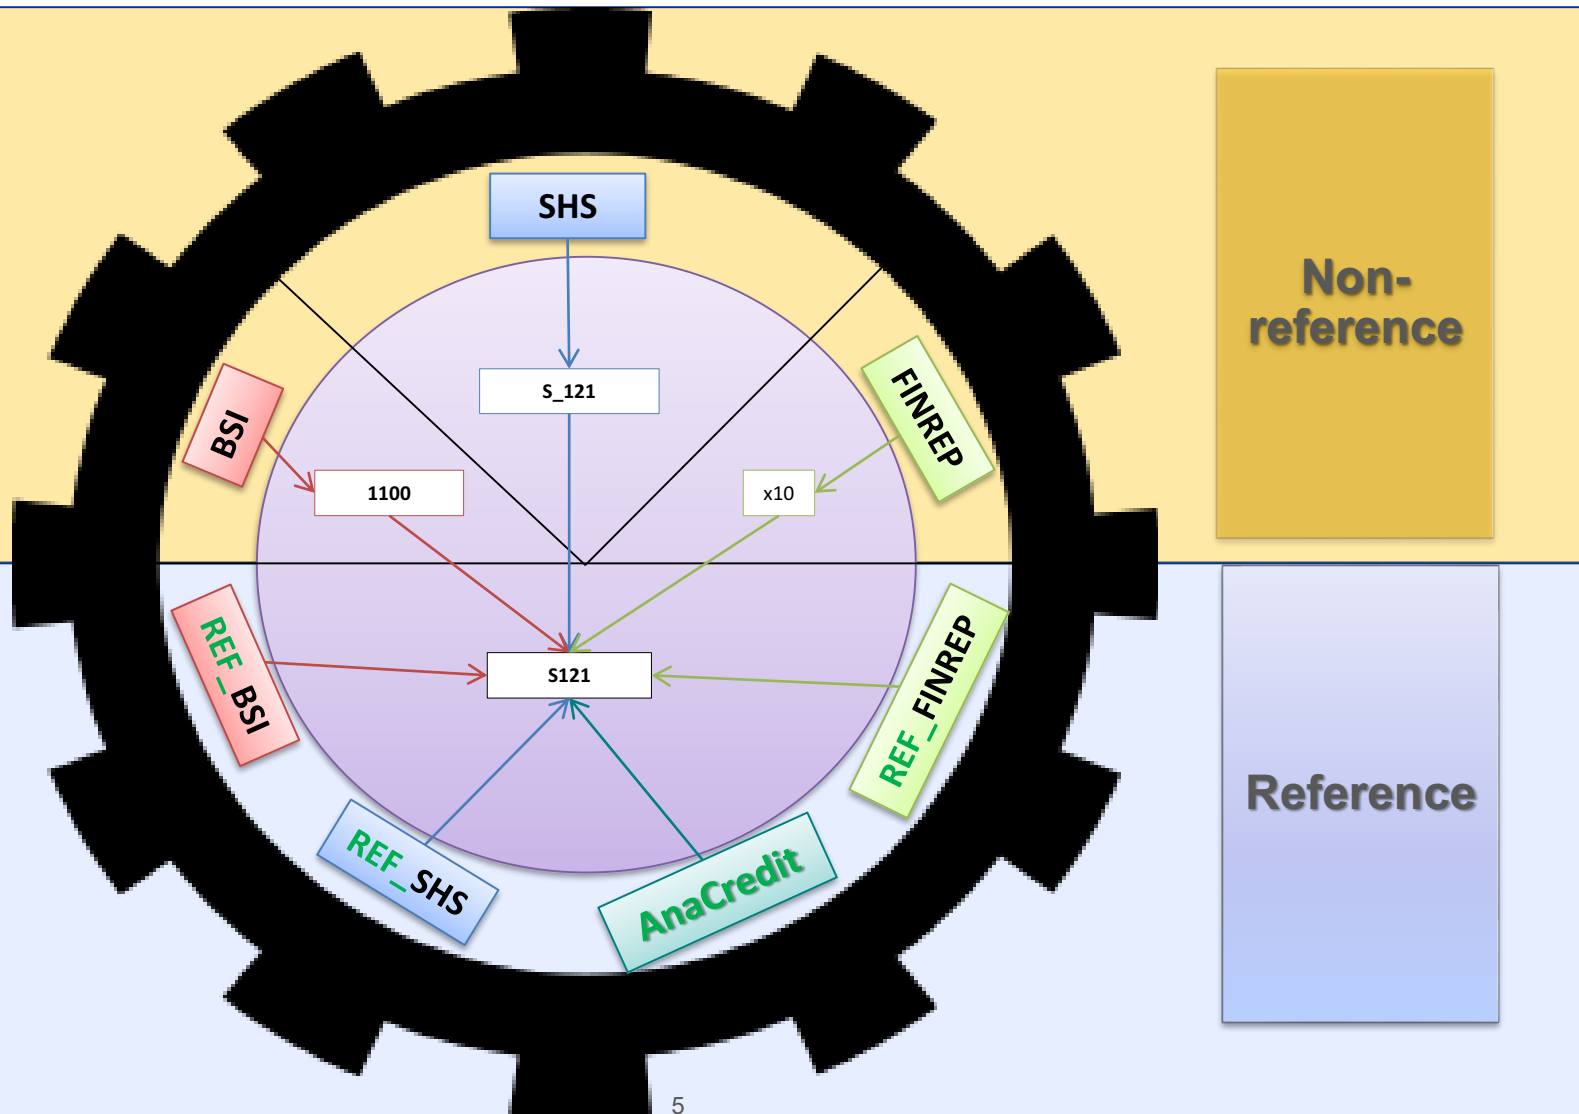 SHS
Non-
reference
S_121
FINREP
BSI
1100
x10
REF_BSI
S121
REF_FINREP
Reference
REF_SHS
AnaCredit
5